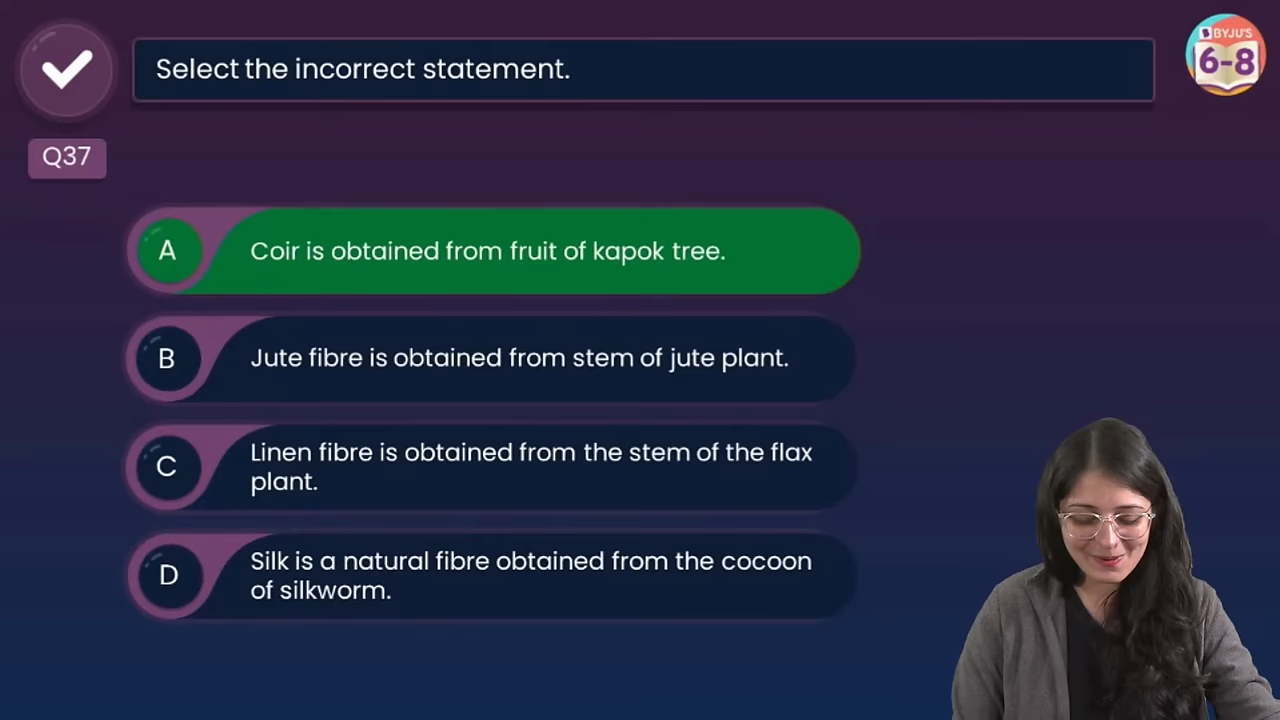 Select the incorrect statement.
BYJU'S
6-8
Q37
A
Coir is obtained from fruit of kapok tree.
B
Jute fibre is obtained from stem of jute plant.
C
Linen fibre is obtained from the stem of the flax
plant.
D
Silk is a natural fibre obtained from the cocoon
of silkworm.